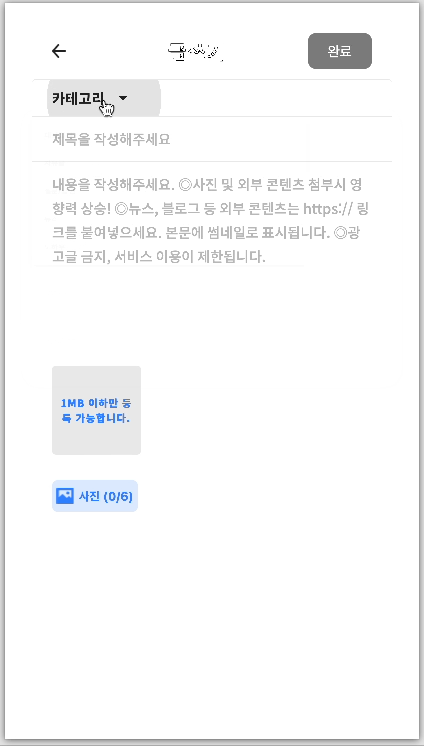 완료
카테고리
제목을 작성해주세요
내용을 작성해주세요. ◎사진 및 외부 콘텐츠 첨부시 영
향력 상승! ◎뉴스, 블로그 등 외부 콘텐츠는 https:// 링
크를 붙여넣으세요. 본문에 썸네일로 표시됩니다. ◎광
고글 금지, 서비스 이용이 제한됩니다.
1MB 이하만 등
록 가능합니다.
사진 (0/6)